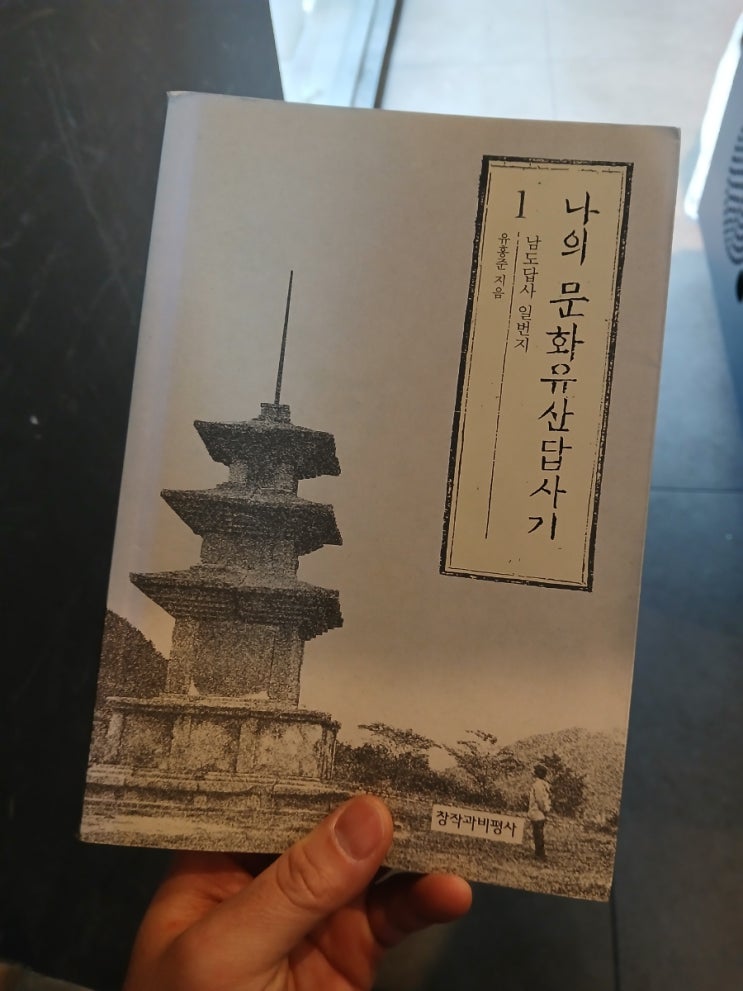 나의 문화유산답사기
1
남도답사 일번지
유홍준 지음
창작과비평사